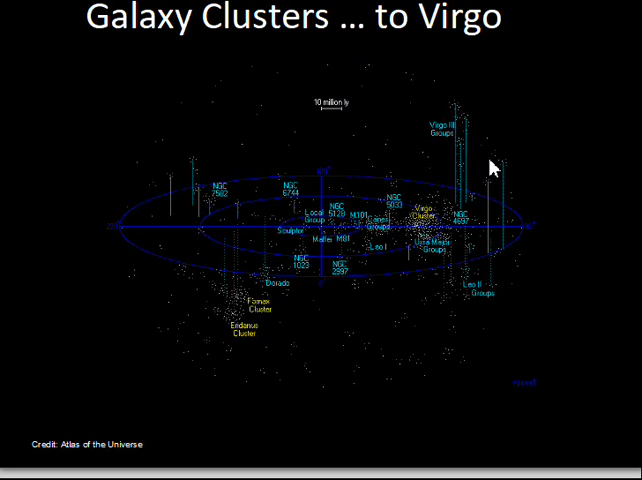 Galaxy Clusters ... to Virgo
10 million ly
Virgo III
Groups
NGC
7582
NGC
6744
NGC
5033
Virgo
Cluster
NGC
4697
Local
Group
NGC
5128
M101
Canes
Groups
Sculptor
Maffei
M81
Leo I
Ursa Major
Groups
NGC
1023
NGC
2997
Dorado
Leo II
Groups
Fornax
Cluster
Eridanus
Cluster
Credit: Atlas of the Universe